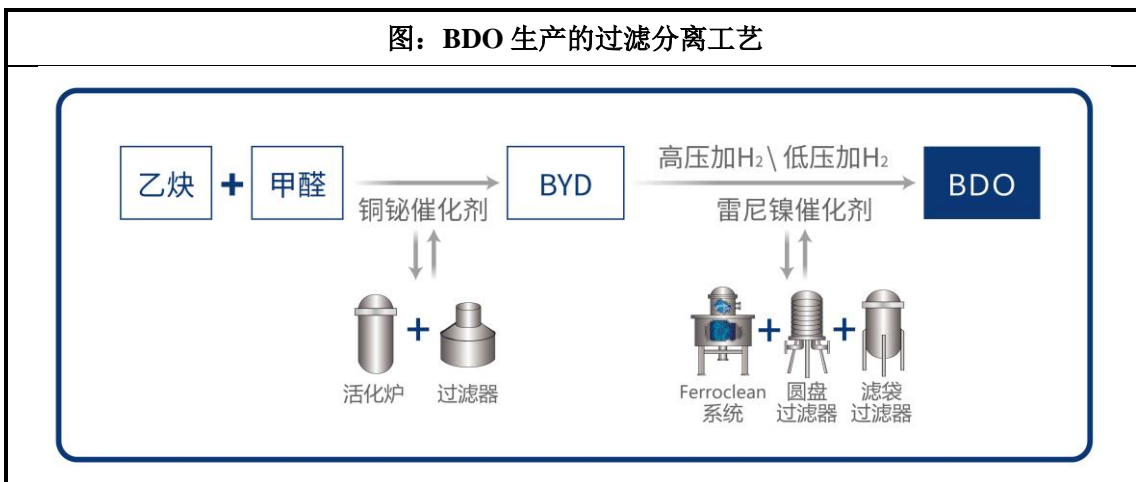 图：BDO 生产的过滤分离工艺
乙炔 + 甲醛
铜铋催化剂
BYD
高压加H₂ \ 低压加H₂
雷尼镍催化剂
BDO
活化炉
+
过滤器
Ferroclean
系统
+
圆盘
过滤器
+
滤袋
过滤器